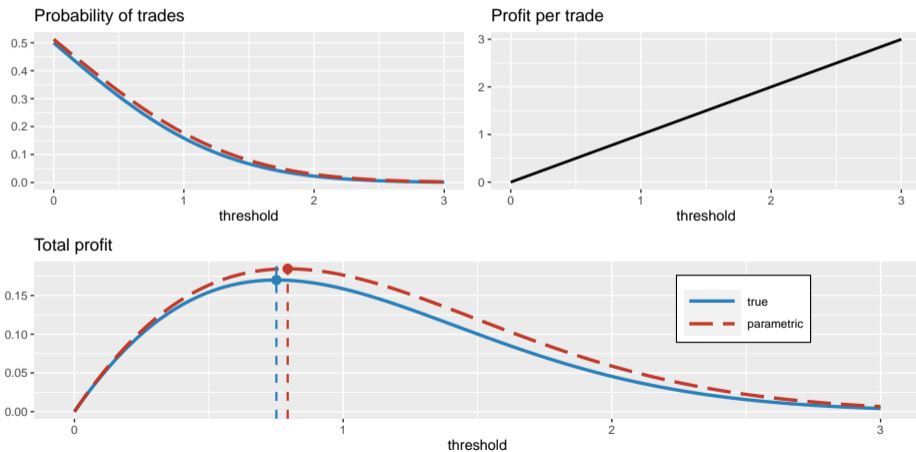 Probability of trades
0.5
0.4
0.3
0.2
0.1
0.0
0 1 2 3
threshold
Profit per trade
3
2
1
0
0 1 2 3
threshold
Total profit
0.15
0.10
0.05
0.00
0 1 2 3
threshold
true
parametric